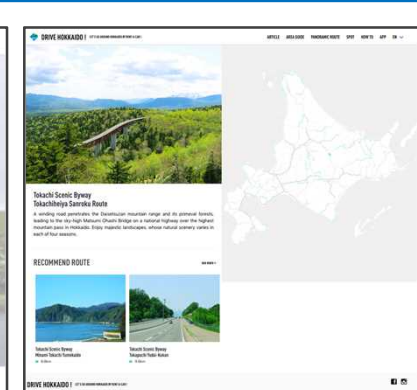 DRIVE HOKKAIDO !
ARTICLE AREA GUIDE PANORAMIC ROUTE SPOT HOW TO APP EN
Tokachi Scenic Byway
Tokachiheiya Sanroku Route
A winding road penetrates the Daisetsuzan mountain range and its primeval forests,
leading to the sky-high Matsumi Ohashi Bridge on a national highway over the highest
mountain pass in Hokkaido. Enjoy majestic landscapes, whose natural scenery varies in
each of four seasons.
RECOMMEND ROUTE
Tokachi Scenic Byway
Tokachi Scenic Byway
DRIVE HOKKAIDO !